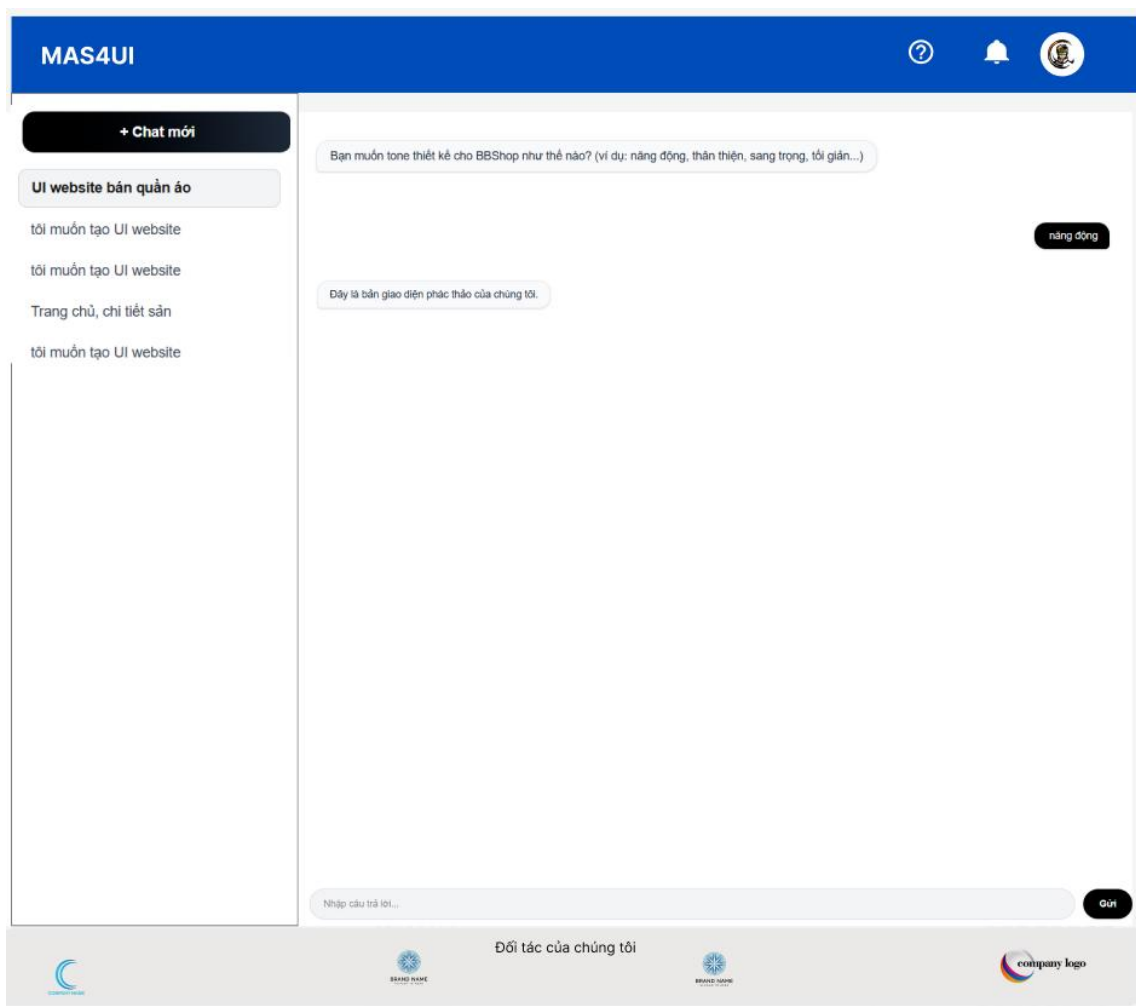 MAS4UI
+ Chat mới
UI website bán quần áo
tôi muốn tạo UI website
tôi muốn tạo UI website
Trang chủ, chi tiết sản
tôi muốn tạo UI website
Bạn muốn tone thiết kế cho BBShop như thế nào? (ví dụ: năng động, thân thiện, sang trọng, tối giản...)
năng động
Đây là bản giao diện phác thảo của chúng tôi.
Nhập câu trả lời...
Gửi
Đối tác của chúng tôi
COMPANY NAME
BRAND NAME
BRAND NAME
company logo